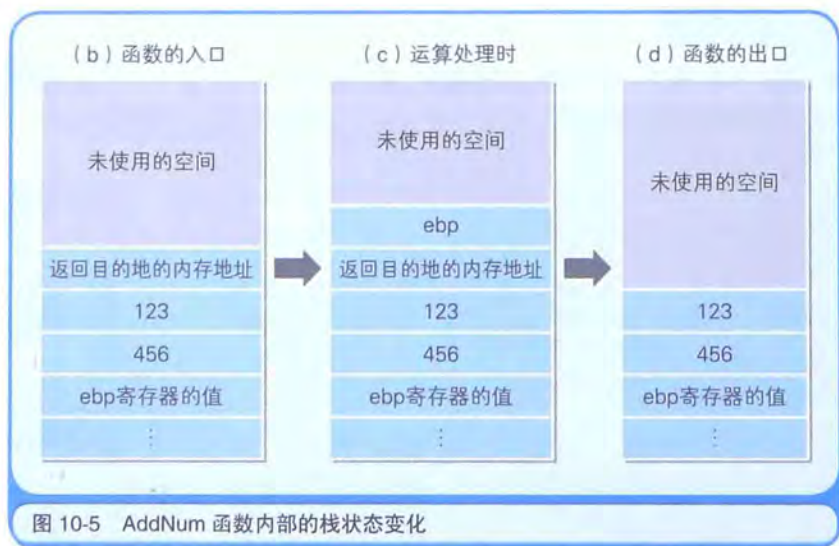 （b）函数的入口
未使用的空间
返回目的地的内存地址
123
456
ebp寄存器的值
⋮
（c）运算处理时
未使用的空间
ebp
返回目的地的内存地址
123
456
ebp寄存器的值
⋮
（d）函数的出口
未使用的空间
123
456
ebp寄存器的值
⋮
图 10-5 AddNum 函数内部的栈状态变化